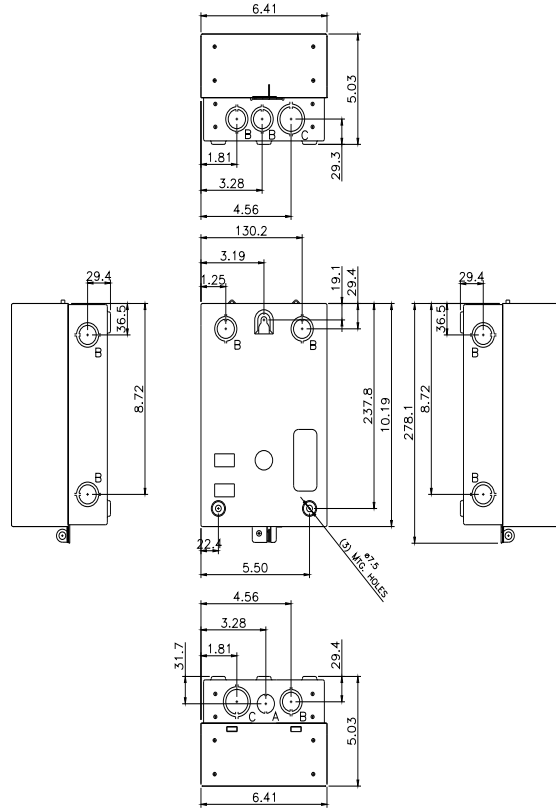 6.41
5.03
B
B
C
29.3
1.81
3.28
4.56
130.2
3.19
1.25
19.1
29.4
B
B
237.8
10.19
22.4
5.50
ø7.5
(3) MTG. HOLES
29.4
36.5
B
8.72
B
29.4
36.5
B
8.72
278.1
B
4.56
3.28
1.81
31.7
29.4
C
A
B
5.03
6.41